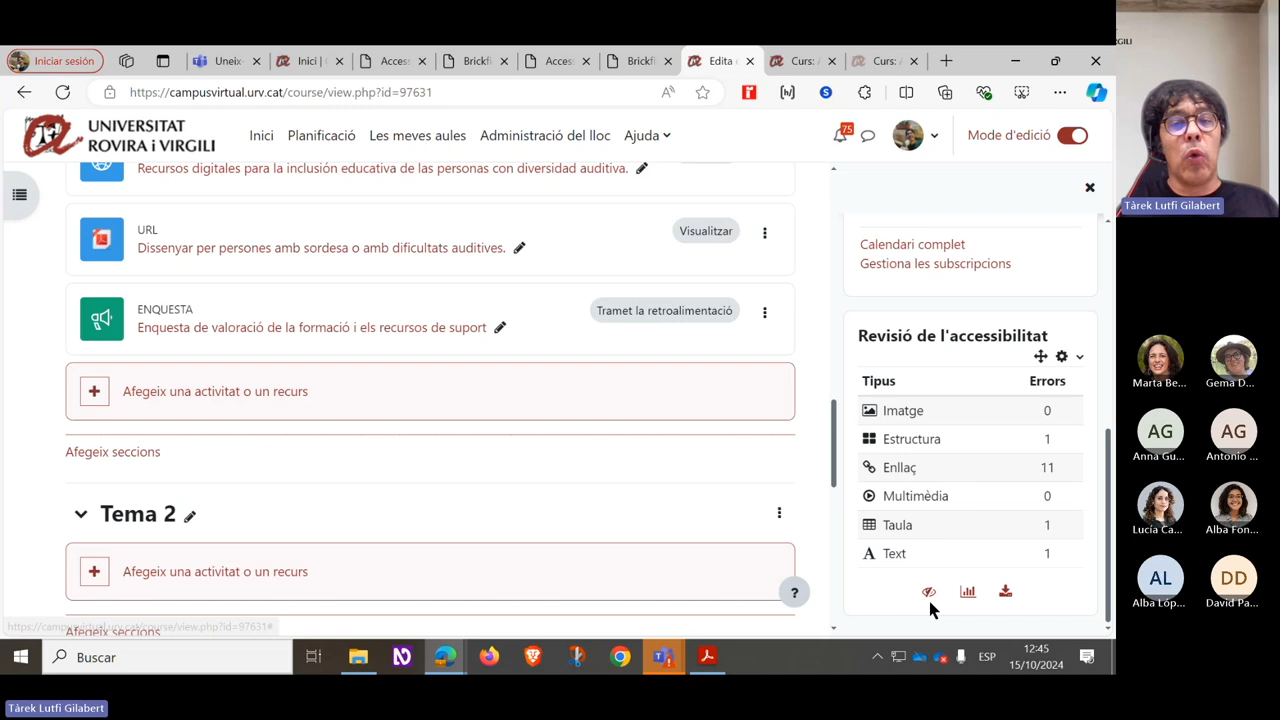 Iniciar sesión
Uneix
Inici |
Acces
Brickf
Acces
Brickf
Edita
Curs: A
Curs: A
https://campusvirtual.urv.cat/course/view.php?id=97631
UNIVERSITAT
ROVIRA i VIRGILI
Inici
Planificació
Les meves aules
Administració del lloc
Ajuda
75
Mode d'edició
Recursos digitales para la inclusión educativa de las personas con diversidad auditiva.
URL
Dissenyar per persones amb sordesa o amb dificultats auditives.
Visualitzar
ENQUESTA
Enquesta de valoració de la formació i els recursos de suport
Tramet la retroalimentació
Afegeix una activitat o un recurs
Afegeix seccions
Tema 2
Afegeix una activitat o un recurs
Afegeix seccions
https://campusvirtual.urv.cat/course/view.php?id=97631#
?
Calendari complet
Gestiona les subscripcions
Revisió de l'accessibilitat
Tipus Errors
Imatge 0
Estructura 1
Enllaç 11
Multimèdia 0
Taula 1
Text 1
Buscar
ESP
12:45
15/10/2024
VIRGILI
Tàrek Lutfi Gilabert
Marta Be...
Gema D...
AG
Anna Gu...
AG
Antonio ...
Lucía Ca...
Alba Fon...
AL
Alba Lóp...
DD
David Pa...
Tàrek Lutfi Gilabert